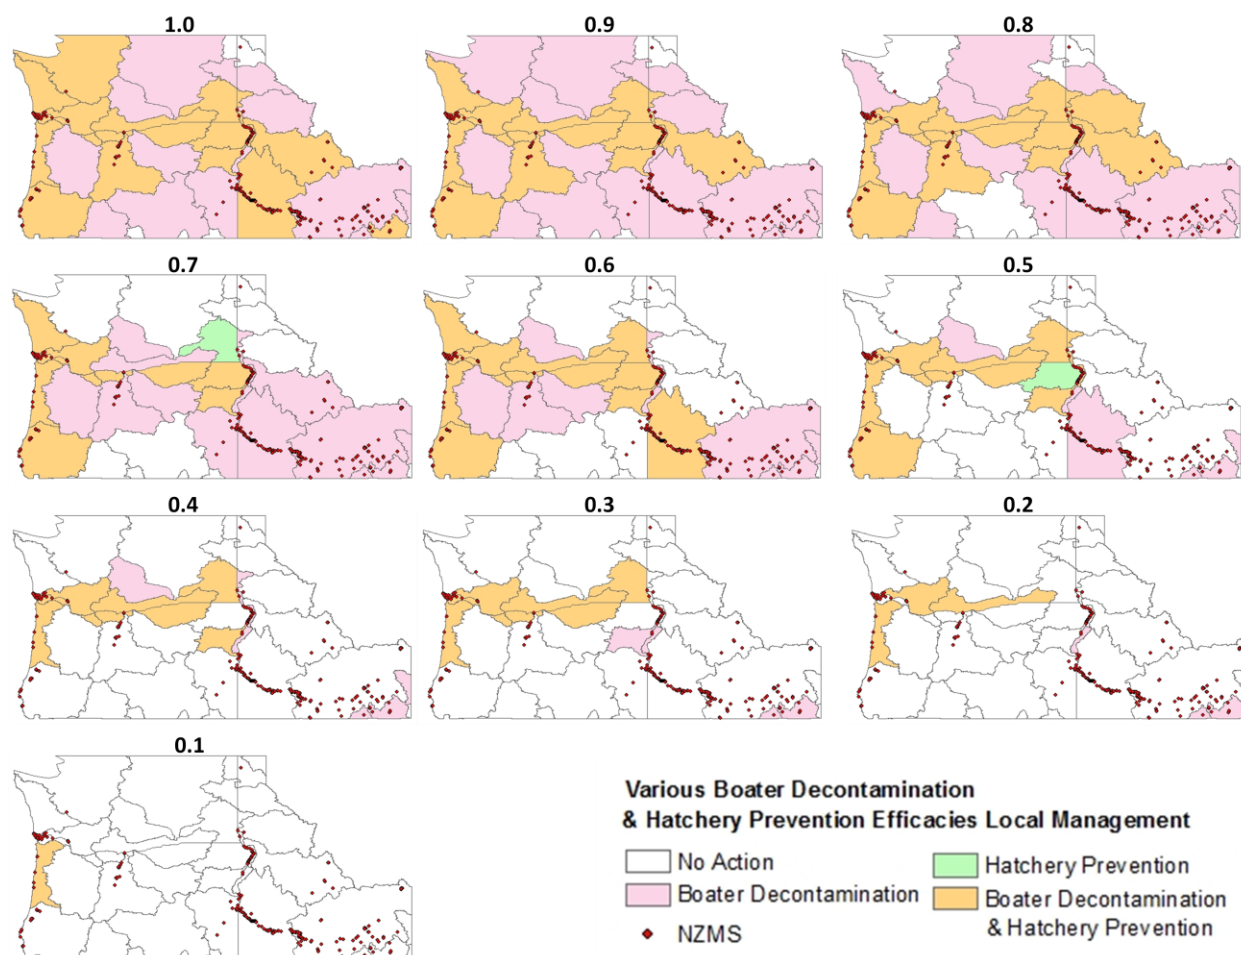 1.0
0.9
0.8
0.7
0.6
0.5
0.4
0.3
0.2
0.1
Various Boater Decontamination
& Hatchery Prevention Efficacies Local Management
No Action
Hatchery Prevention
Boater Decontamination
Boater Decontamination
& Hatchery Prevention
NZMS